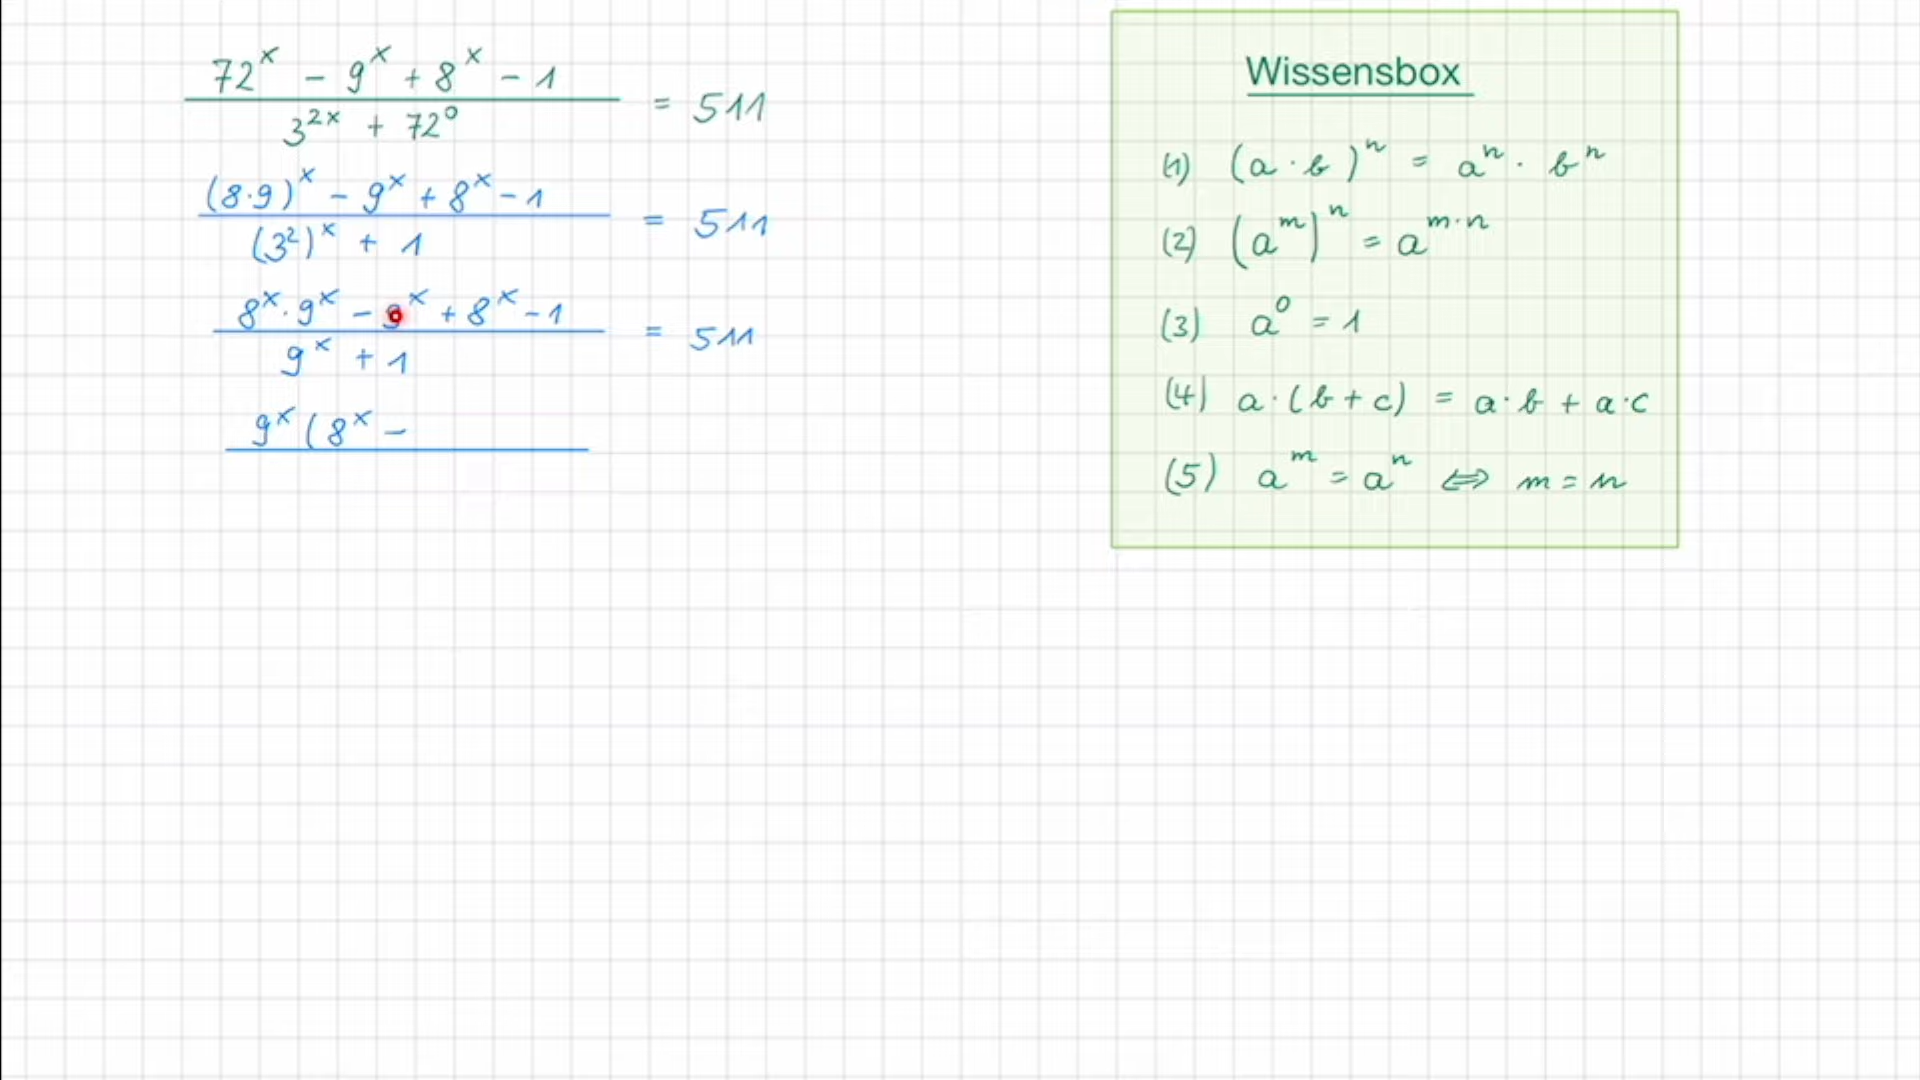 72^x - 9^x + 8^x - 1
3^2x + 72^0
= 511
(8·9)^x - 9^x + 8^x - 1
(3^2)^x + 1
= 511
8^x · 9^x - 9^x + 8^x - 1
9^x + 1
= 511
9^x (8^x -
Wissensbox
(1) (a · b)^n = a^n · b^n
(2) (a^m)^n = a^m·n
(3) a^0 = 1
(4) a · (b + c) = a · b + a · c
(5) a^m = a^n ⇔ m = n